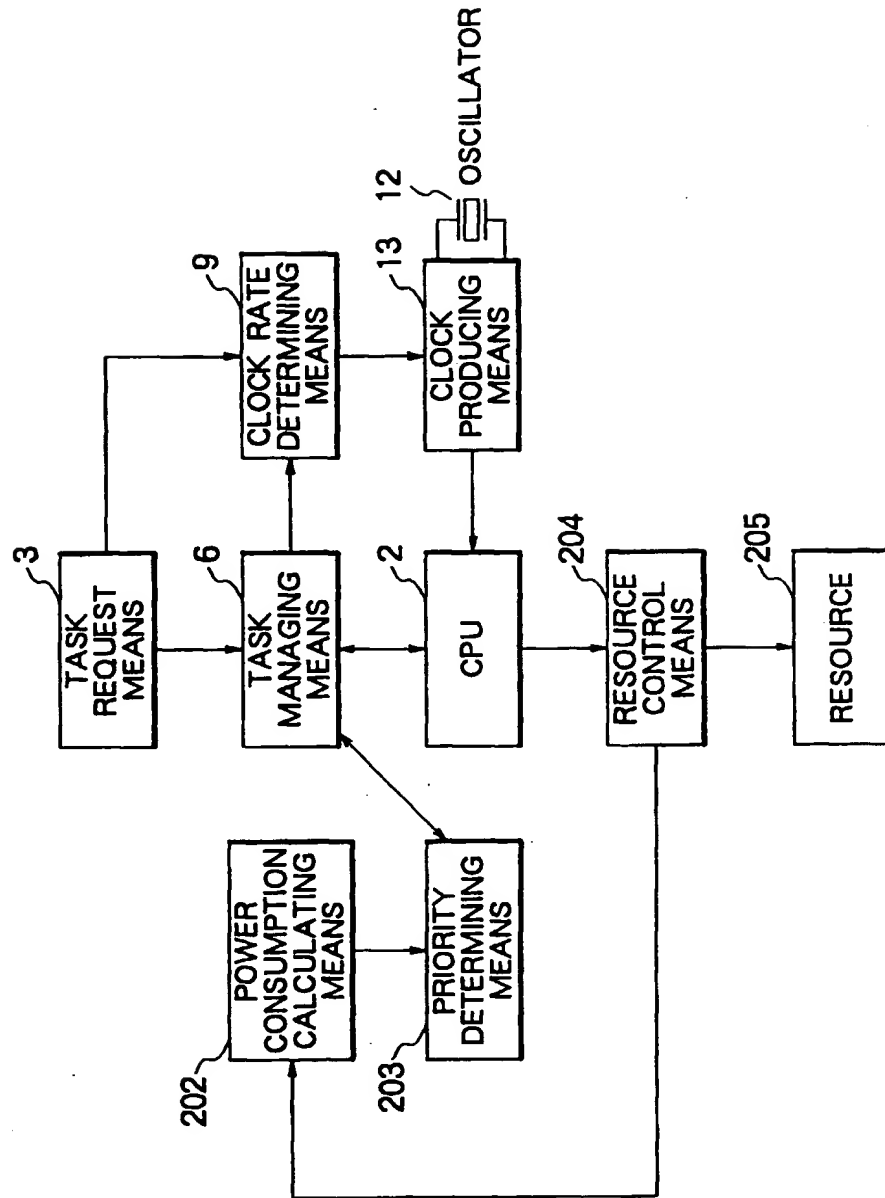 3
TASK
REQUEST
MEANS
9
CLOCK RATE
DETERMINING
MEANS
6
TASK
MANAGING
MEANS
202
POWER
CONSUMPTION
CALCULATING
MEANS
203
PRIORITY
DETERMINING
MEANS
2
CPU
13
CLOCK
PRODUCING
MEANS
12
OSCILLATOR
204
RESOURCE
CONTROL
MEANS
205
RESOURCE